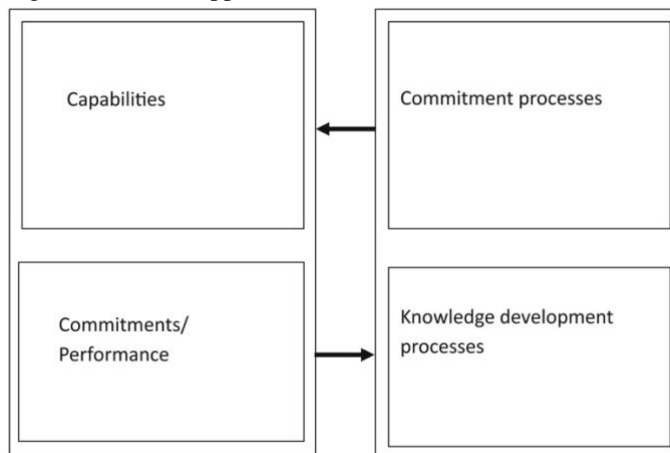 Capabilities
Commitment processes
Commitments/
Performance
Knowledge development
processes